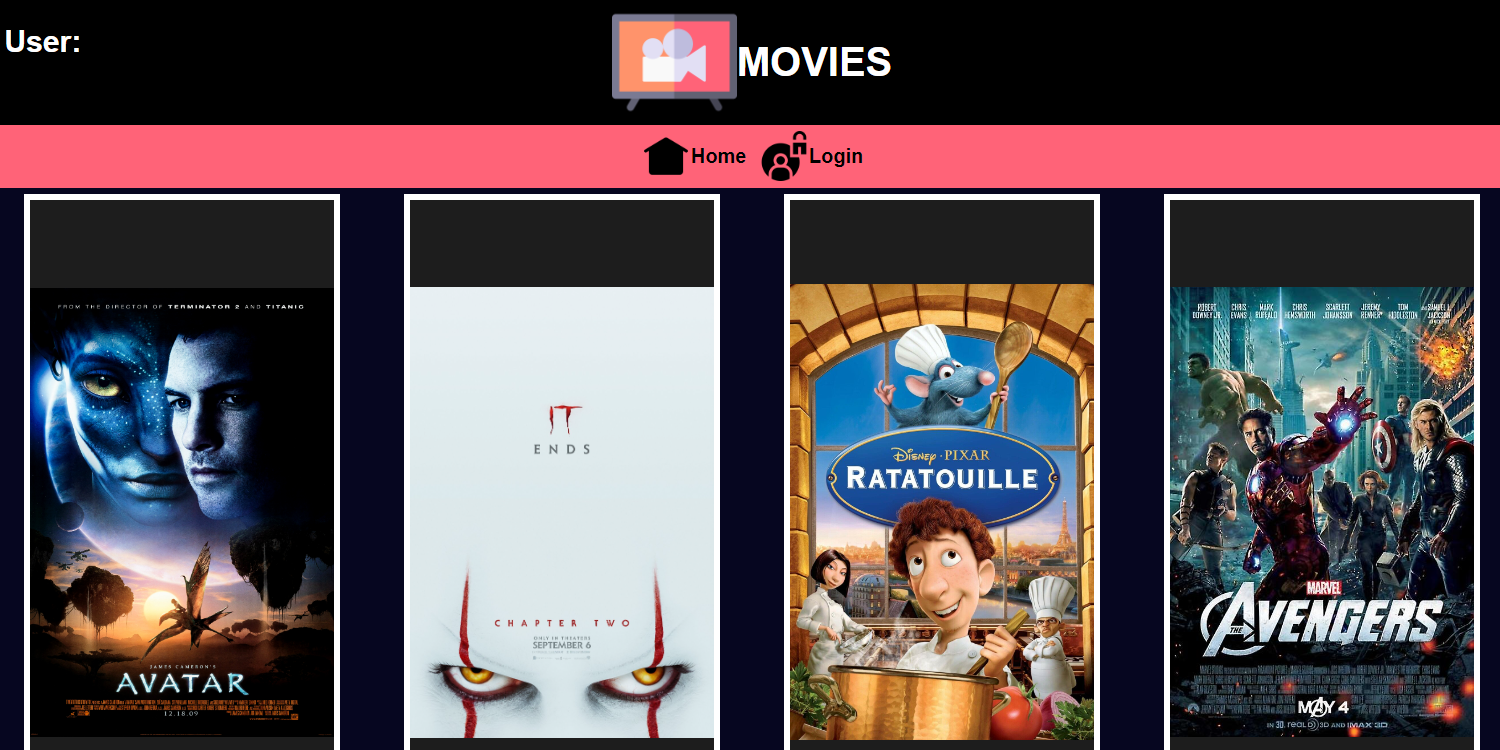 User:
MOVIES
Home
Login
FROM THE DIRECTOR OF TERMINATOR 2 AND TITANIC
JAMES CAMERON'S
AVATAR
12.18.09
IT
ENDS
CHAPTER TWO
ONLY IN THEATERS
SEPTEMBER 6
DISNEY · PIXAR
RATATOUILLE
ROBERT DOWNEY JR.
CHRIS EVANS
MARK RUFFALO
CHRIS HEMSWORTH
SCARLETT JOHANSSON
JEREMY RENNER
TOM HIDDLESTON
AND SAMUEL L. JACKSON
MARVEL
THE AVENGERS
MAY 4
IN 3D, REAL D 3D AND IMAX 3D